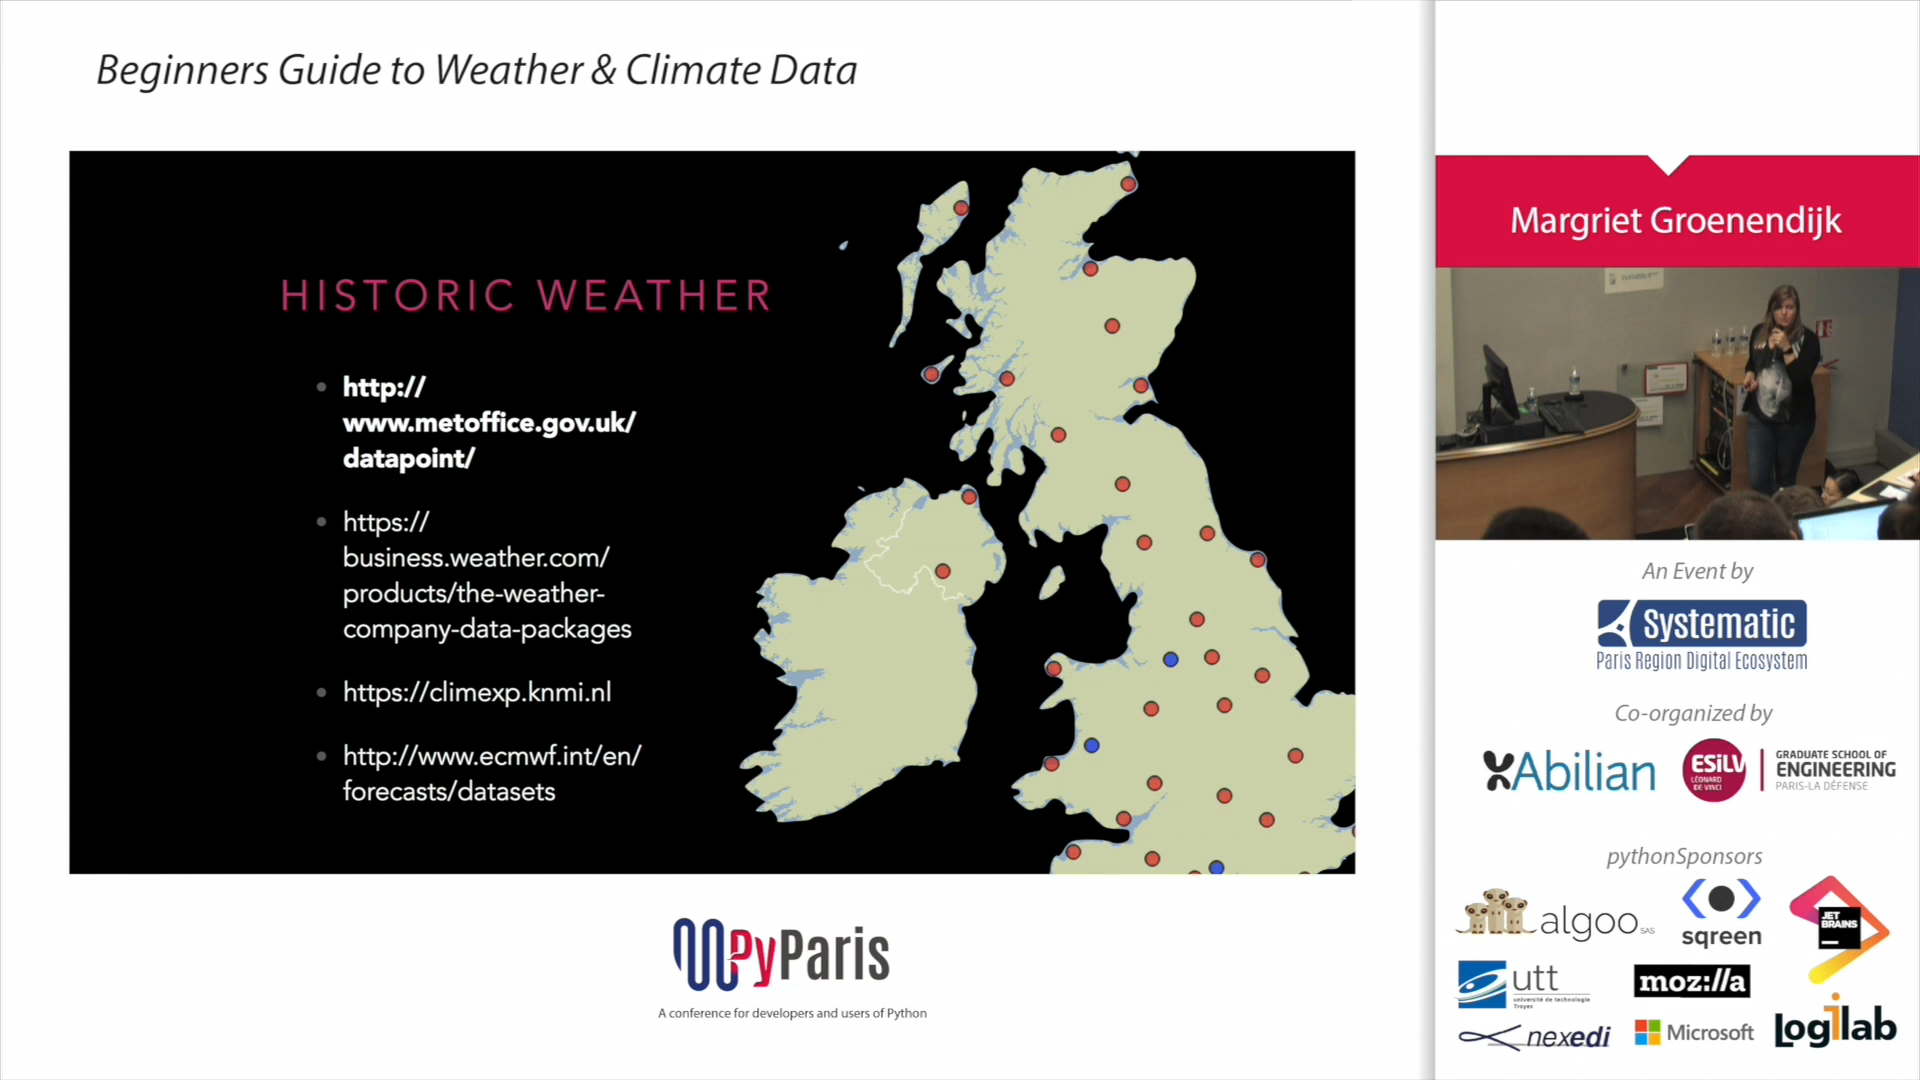 Beginners Guide to Weather & Climate Data
HISTORIC WEATHER
http://
www.metoffice.gov.uk/
datapoint/
https://
business.weather.com/
products/the-weather-
company-data-packages
https://climexp.knmi.nl
http://www.ecmwf.int/en/
forecasts/datasets
PyParis
A conference for developers and users of Python
Margriet Groenendijk
An Event by
Systematic
Paris Region Digital Ecosystem
Co-organized by
Abilian
ESILV
LÉONARD
DE VINCI
GRADUATE SCHOOL OF
ENGINEERING
PARIS-LA DÉFENSE
pythonSponsors
algoo SAS
sqreen
JET
BRAINS
utt
université de technologie
Troyes
moz://a
nexedi
Microsoft
logilab